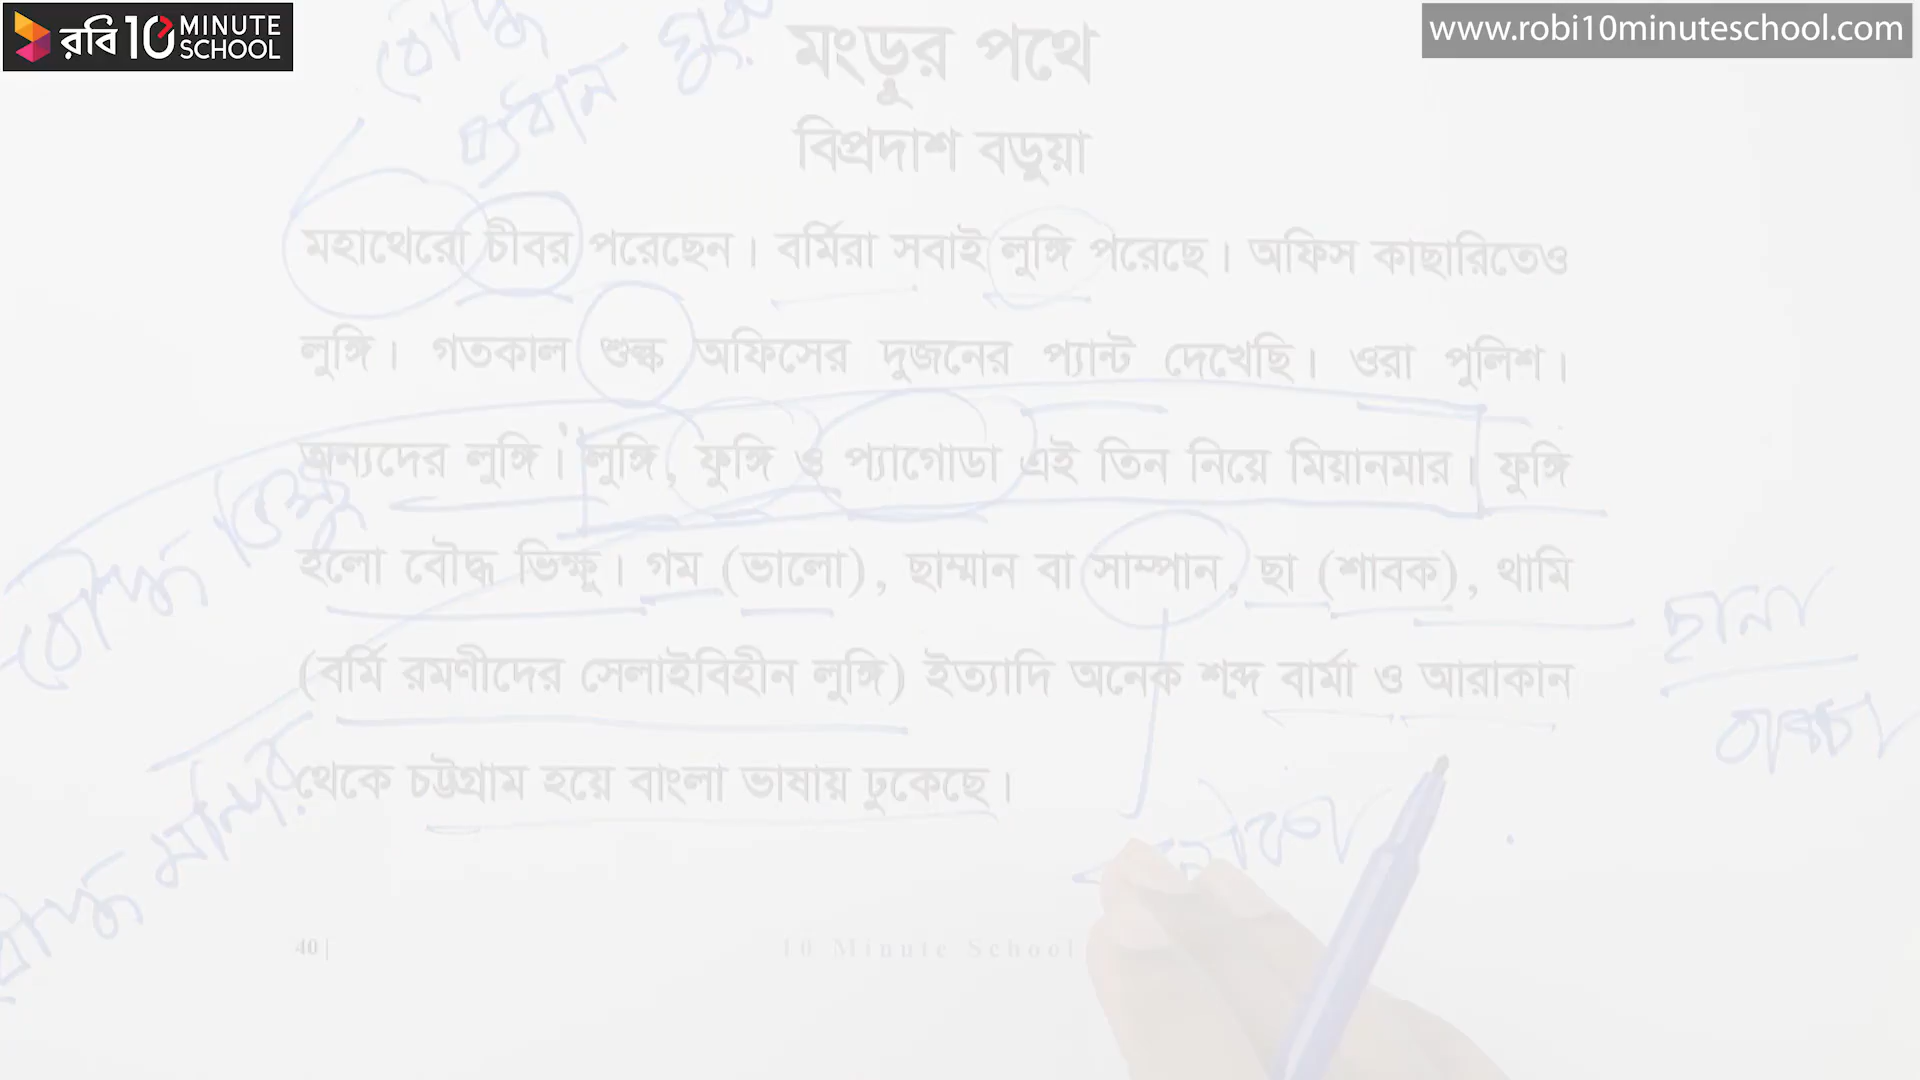 রবি 10 MINUTE SCHOOL
www.robi10minuteschool.com
মংডুর পথে
বিপ্রদাশ বড়ুয়া
মহাথেরো চীবর পরেছেন। বর্মিরা সবাই লুঙ্গি পরেছে। অফিস কাছারিতেও
লুঙ্গি। গতকাল শুল্ক অফিসের দুজনের প্যান্ট দেখেছি। ওরা পুলিশ।
অন্যদের লুঙ্গি। লুঙ্গি, ফুঙ্গি ও প্যাগোডা এই তিন নিয়ে মিয়ানমার। ফুঙ্গি
হলো বৌদ্ধ ভিক্ষু। গম (ভালো), ছাম্মান বা সাম্পান, ছা (শাবক), থামি
(বর্মি রমণীদের সেলাইবিহীন লুঙ্গি) ইত্যাদি অনেক শব্দ বার্মা ও আরাকান
থেকে চট্টগ্রাম হয়ে বাংলা ভাষায় ঢুকেছে।
বৌদ্ধ ভিক্ষু
ছানা
বাচ্চা
বৌদ্ধ মন্দির
নৌকা
40|
10 Minute School